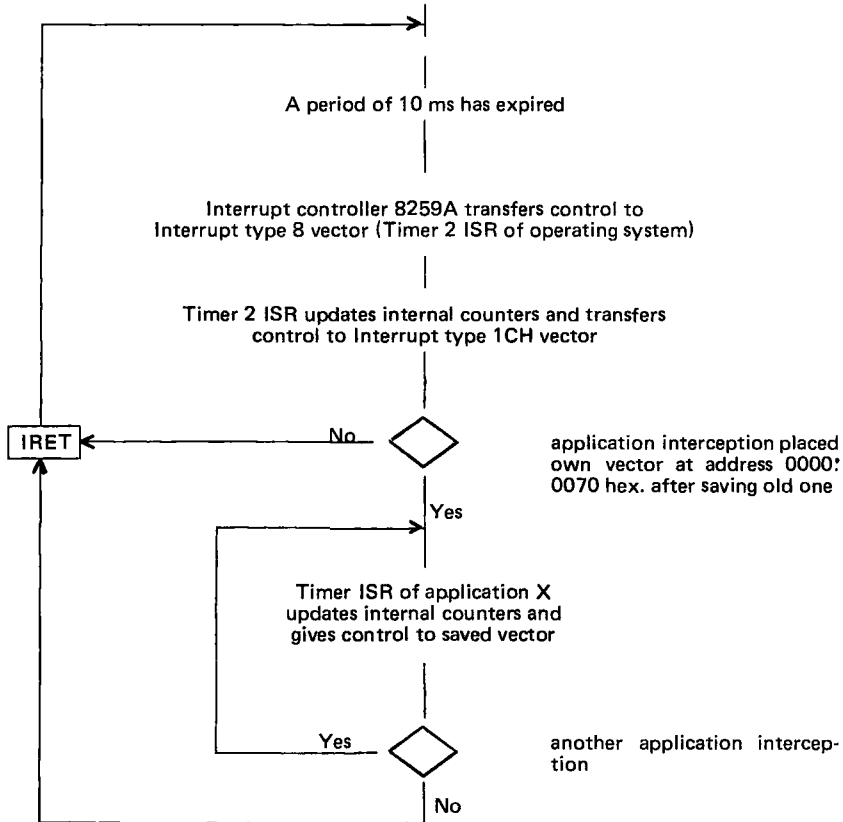 A period of 10 ms has expired
Interrupt controller 8259A transfers control to
Interrupt type 8 vector (Timer 2 ISR of operating system)
Timer 2 ISR updates internal counters and transfers
control to Interrupt type 1CH vector
IRET
No
application interception placed
own vector at address 0000:
0070 hex. after saving old one
Yes
Timer ISR of application X
updates internal counters and
gives control to saved vector
Yes
another application intercep-
tion
No